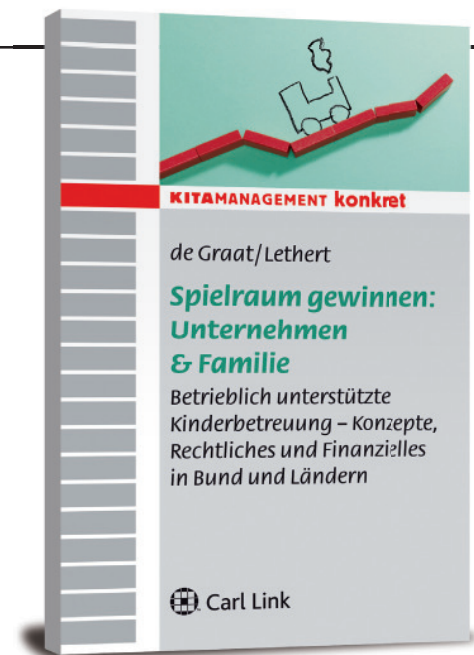 KITAMANAGEMENT konkret
de Graat/Lethert
Spielraum gewinnen:
Unternehmen
& Familie
Betrieblich unterstützte
Kinderbetreuung – Konzepte,
Rechtliches und Finanzielles
in Bund und Ländern
Carl Link